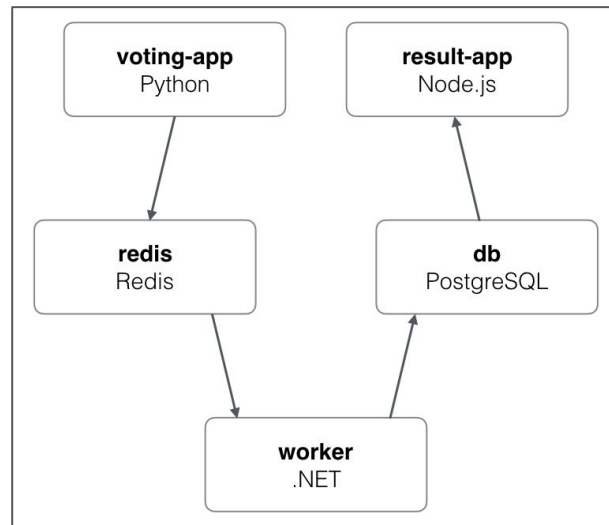 voting-app
Python
result-app
Node.js
redis
Redis
db
PostgreSQL
worker
.NET